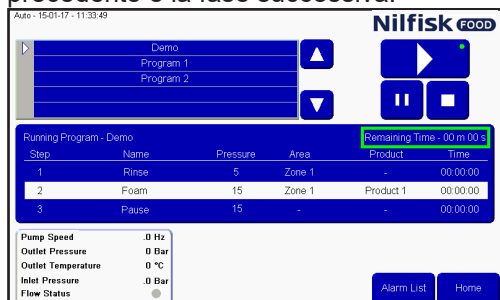 precedente e la fase successiva.
Auto - 15-01-17 - 11:33:49
Nilfisk FOOD
Demo
Program 1
Program 2
Running Program - Demo Remaining Time - 00 m 00 s
Step Name Pressure Area Product Time
1 Rinse 5 Zone 1 - 00:00:00
2 Foam 15 Zone 1 Product 1 00:00:00
3 Pause 15 - - 00:00:00
Pump Speed .0 Hz
Outlet Pressure 0 Bar
Outlet Temperature 0 °C
Inlet Pressure .0 Bar
Flow Status
Alarm List Home